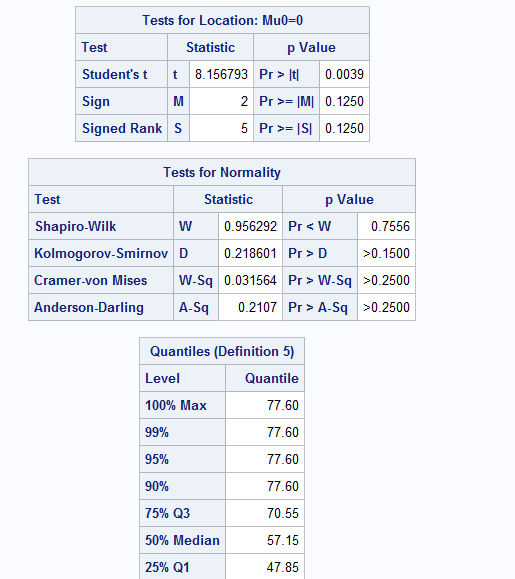 Tests for Location: Mu0=0
Test Statistic p Value
Student's t t 8.156793 Pr > |t| 0.0039
Sign M 2 Pr >= |M| 0.1250
Signed Rank S 5 Pr >= |S| 0.1250
Tests for Normality
Test Statistic p Value
Shapiro-Wilk W 0.956292 Pr < W 0.7556
Kolmogorov-Smirnov D 0.218601 Pr > D >0.1500
Cramer-von Mises W-Sq 0.031564 Pr > W-Sq >0.2500
Anderson-Darling A-Sq 0.2107 Pr > A-Sq >0.2500
Quantiles (Definition 5)
Level Quantile
100% Max 77.60
99% 77.60
95% 77.60
90% 77.60
75% Q3 70.55
50% Median 57.15
25% Q1 47.85